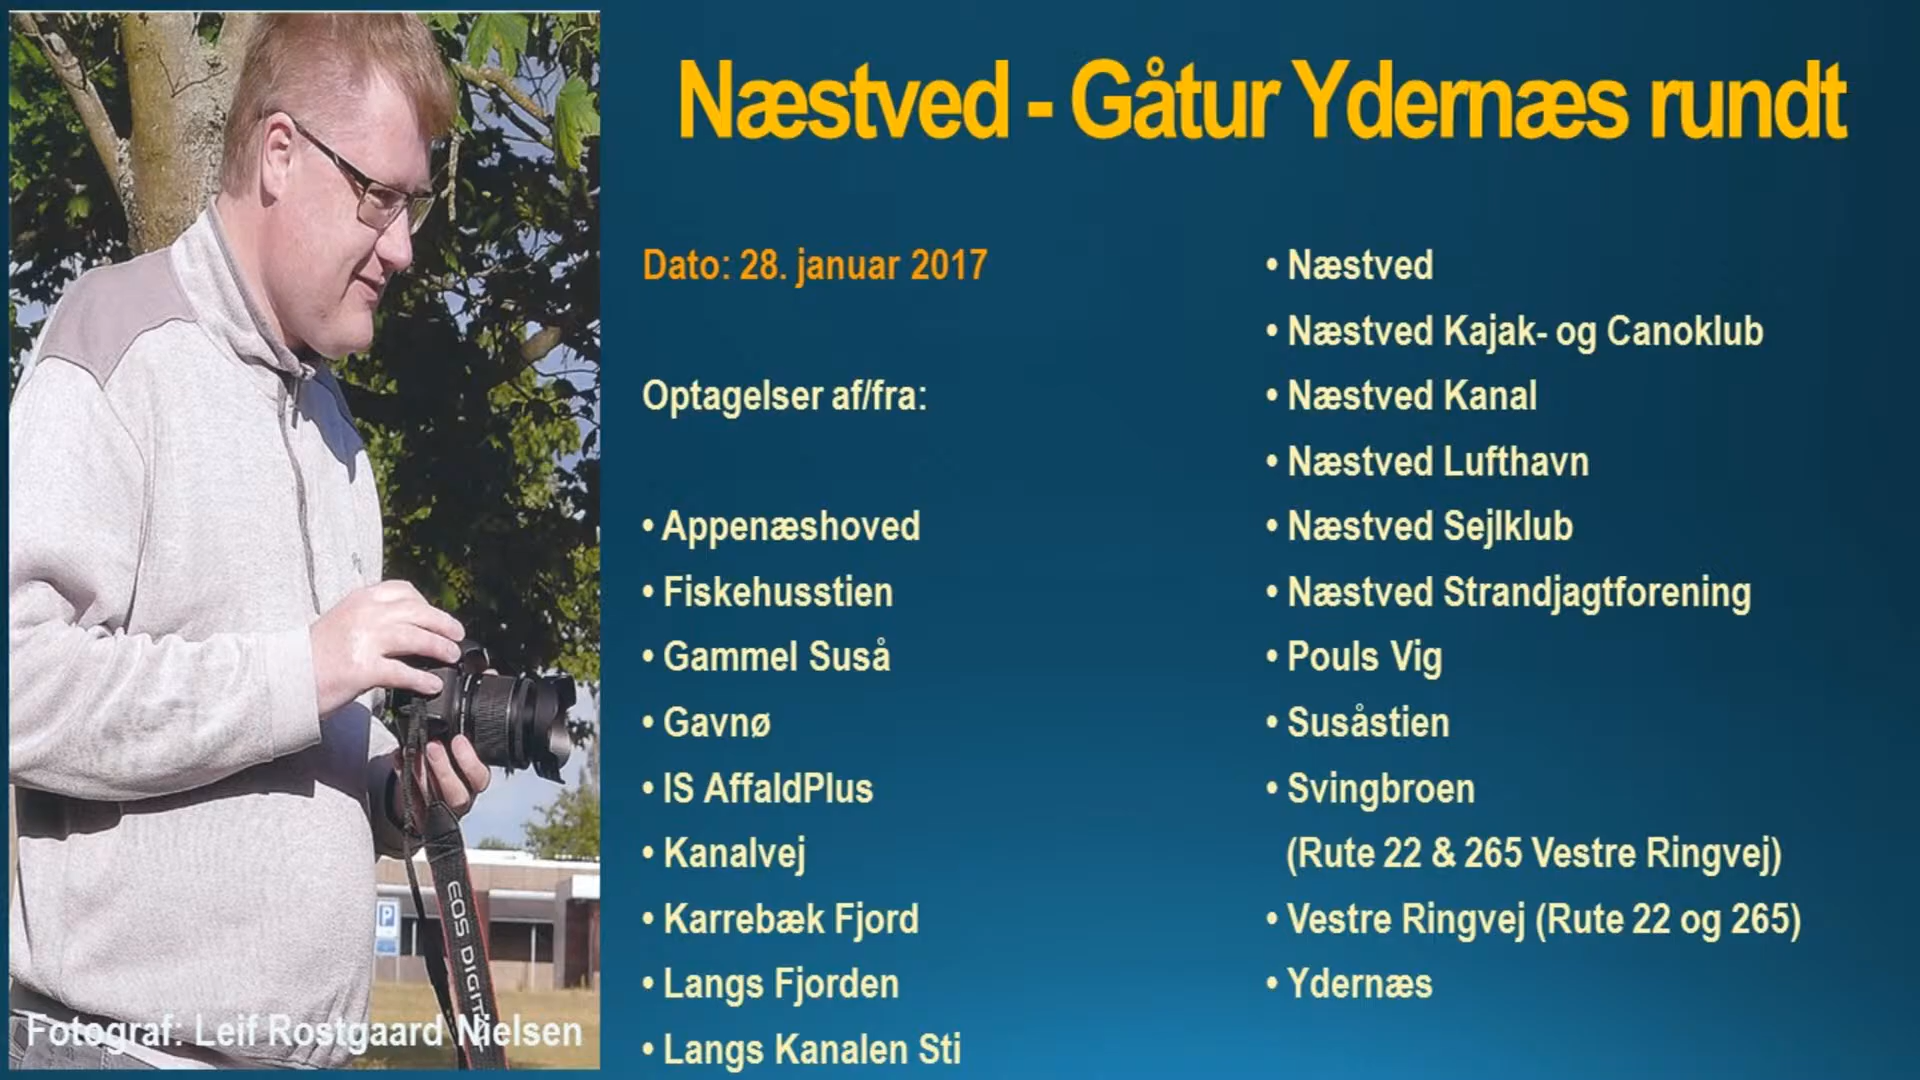 Næstved - Gåtur Ydernæs rundt
Dato: 28. januar 2017
Optagelser af/fra:
• Appenæshoved
• Fiskehusstien
• Gammel Suså
• Gavnø
• IS AffaldPlus
• Kanalvej
• Karrebæk Fjord
• Langs Fjorden
• Langs Kanalen Sti
• Næstved
• Næstved Kajak- og Canoklub
• Næstved Kanal
• Næstved Lufthavn
• Næstved Sejlklub
• Næstved Strandjagtforening
• Pouls Vig
• Susåstien
• Svingbroen
(Rute 22 & 265 Vestre Ringvej)
• Vestre Ringvej (Rute 22 og 265)
• Ydernæs
P
EOS DIGITAL
Fotograf: Leif Rostgaard Nielsen